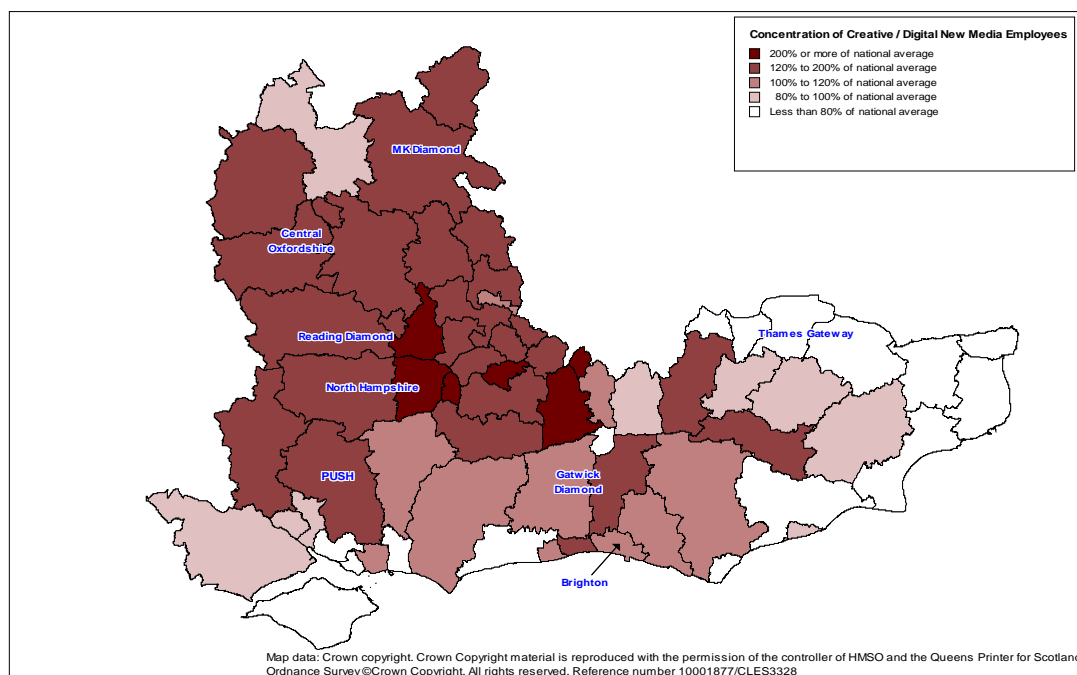 Concentration of Creative / Digital New Media Employees
200% or more of national average
120% to 200% of national average
100% to 120% of national average
80% to 100% of national average
Less than 80% of national average
MK Diamond
Central
Oxfordshire
Reading Diamond
Thames Gateway
North Hampshire
PUSH
Gatwick
Diamond
Brighton
Map data: Crown copyright. Crown Copyright material is reproduced with the permission of the controller of HMSO and the Queens Printer for Scotland
Ordnance Survey©Crown Copyright. All rights reserved. Reference number 10001877/CLES3328